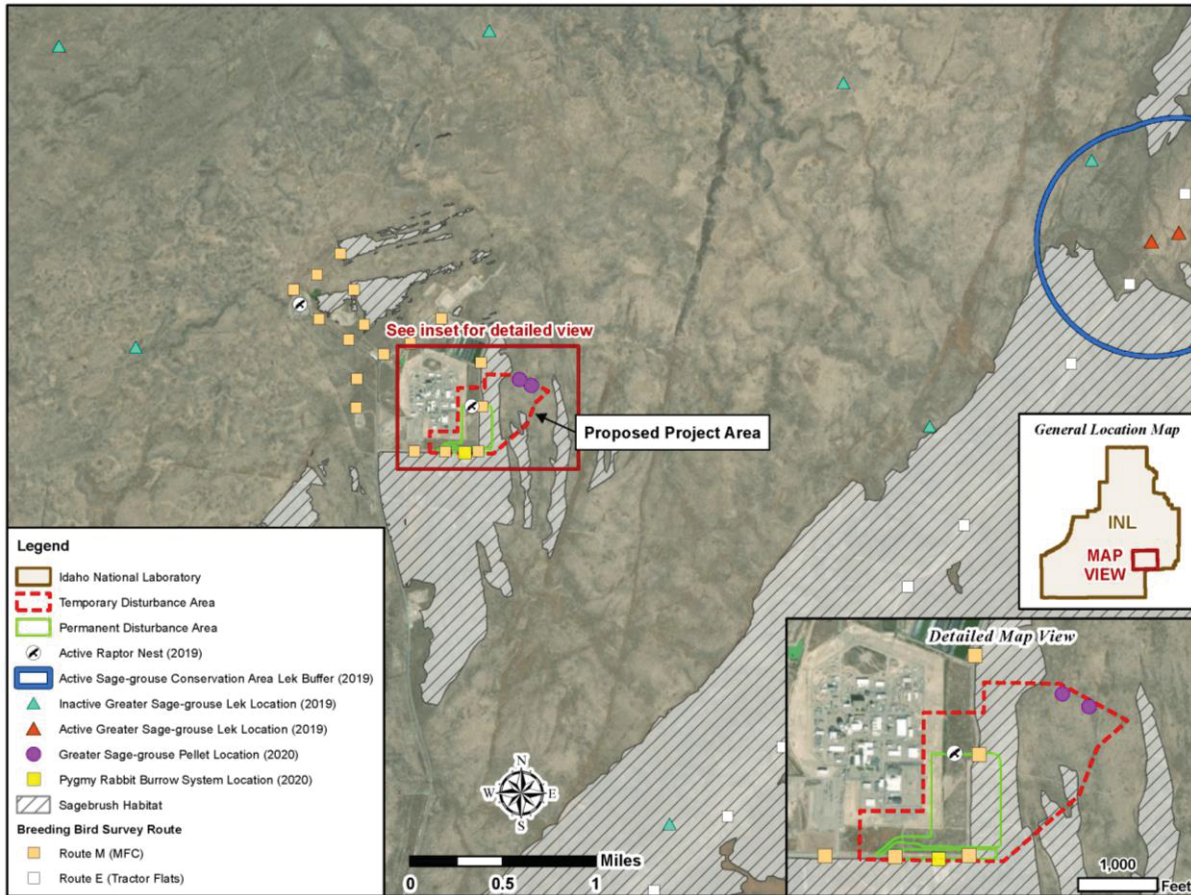 See inset for detailed view
Proposed Project Area
General Location Map
INL
MAP
VIEW
Legend
Idaho National Laboratory
Temporary Disturbance Area
Permanent Disturbance Area
Active Raptor Nest (2019)
Active Sage-grouse Conservation Area Lek Buffer (2019)
Inactive Greater Sage-grouse Lek Location (2019)
Active Greater Sage-grouse Lek Location (2019)
Greater Sage-grouse Pellet Location (2020)
Pygmy Rabbit Burrow System Location (2020)
Sagebrush Habitat
Breeding Bird Survey Route
Route M (MFC)
Route E (Tractor Flats)
N
W E
S
Miles
0 0.5 1
Detailed Map View
1,000
Feet